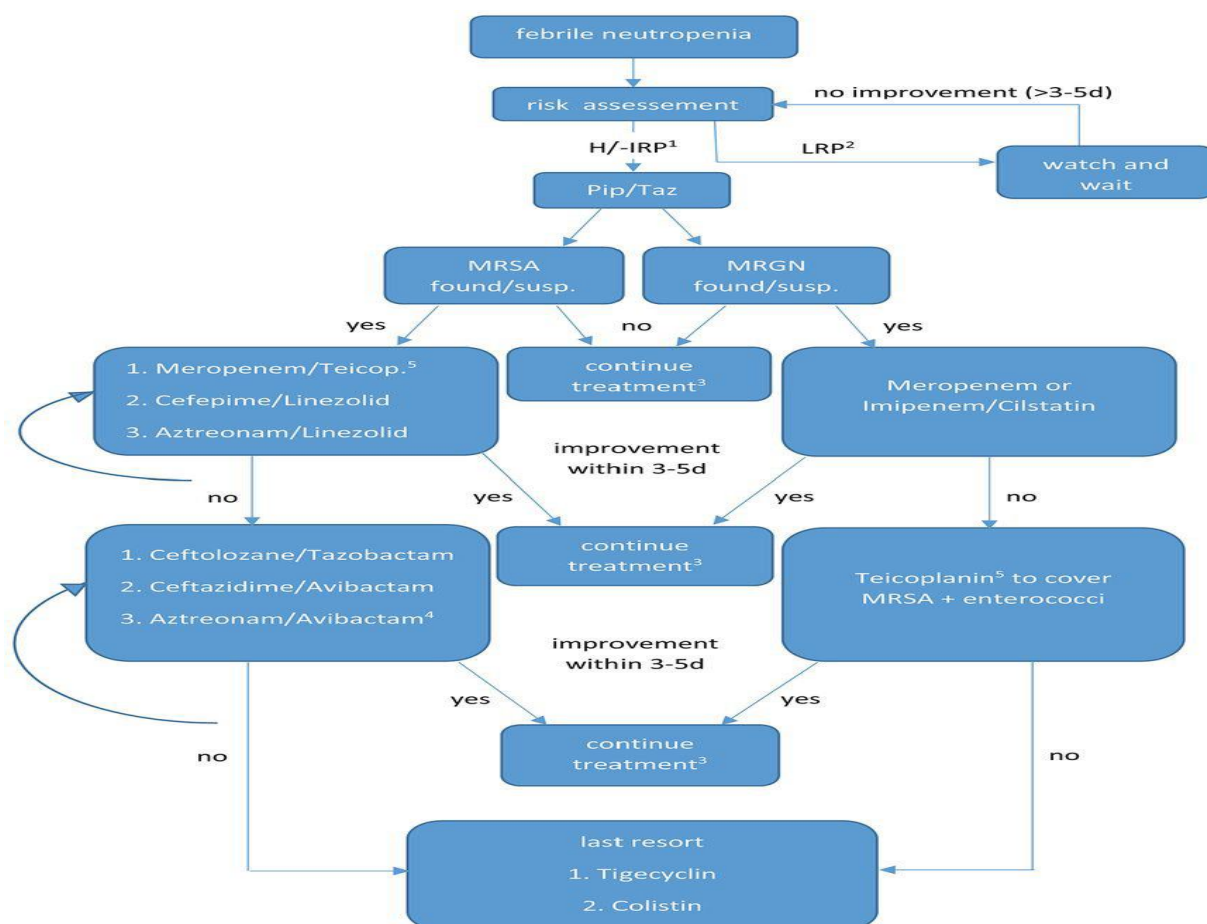 febrile neutropenia
risk assessement
no improvement (>3-5d)
H/-IRP¹
LRP²
watch and
wait
Pip/Taz
MRSA
found/susp.
MRGN
found/susp.
yes
no
yes
1. Meropenem/Teicop.⁵
2. Cefepime/Linezolid
3. Aztreonam/Linezolid
continue
treatment³
Meropenem or
Imipenem/Cilstatin
improvement
within 3-5d
no
yes
yes
no
1. Ceftolozane/Tazobactam
2. Ceftazidime/Avibactam
3. Aztreonam/Avibactam⁴
continue
treatment³
Teicoplanin⁵ to cover
MRSA + enterococci
improvement
within 3-5d
yes
yes
no
no
continue
treatment³
last resort
1. Tigecyclin
2. Colistin